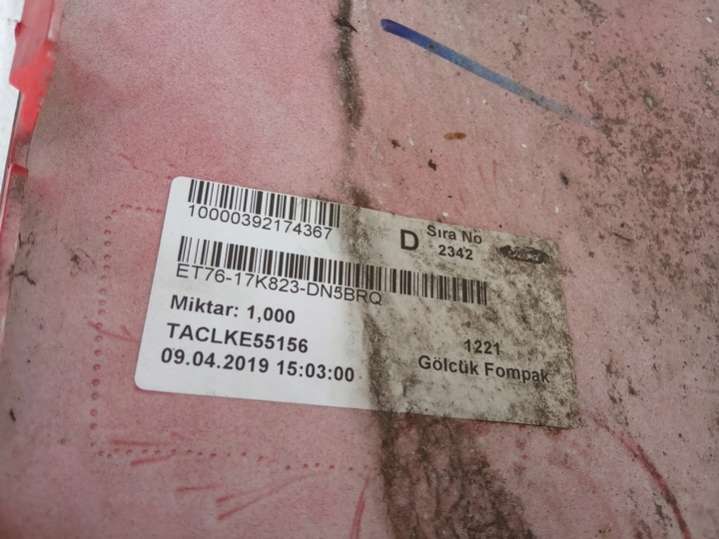 10000392174367
D
Sıra No
2342
Ford
ET76-17K823-DN5BRQ
Miktar: 1,000
TACLKE55156
09.04.2019 15:03:00
1221
Gölcük Fompak